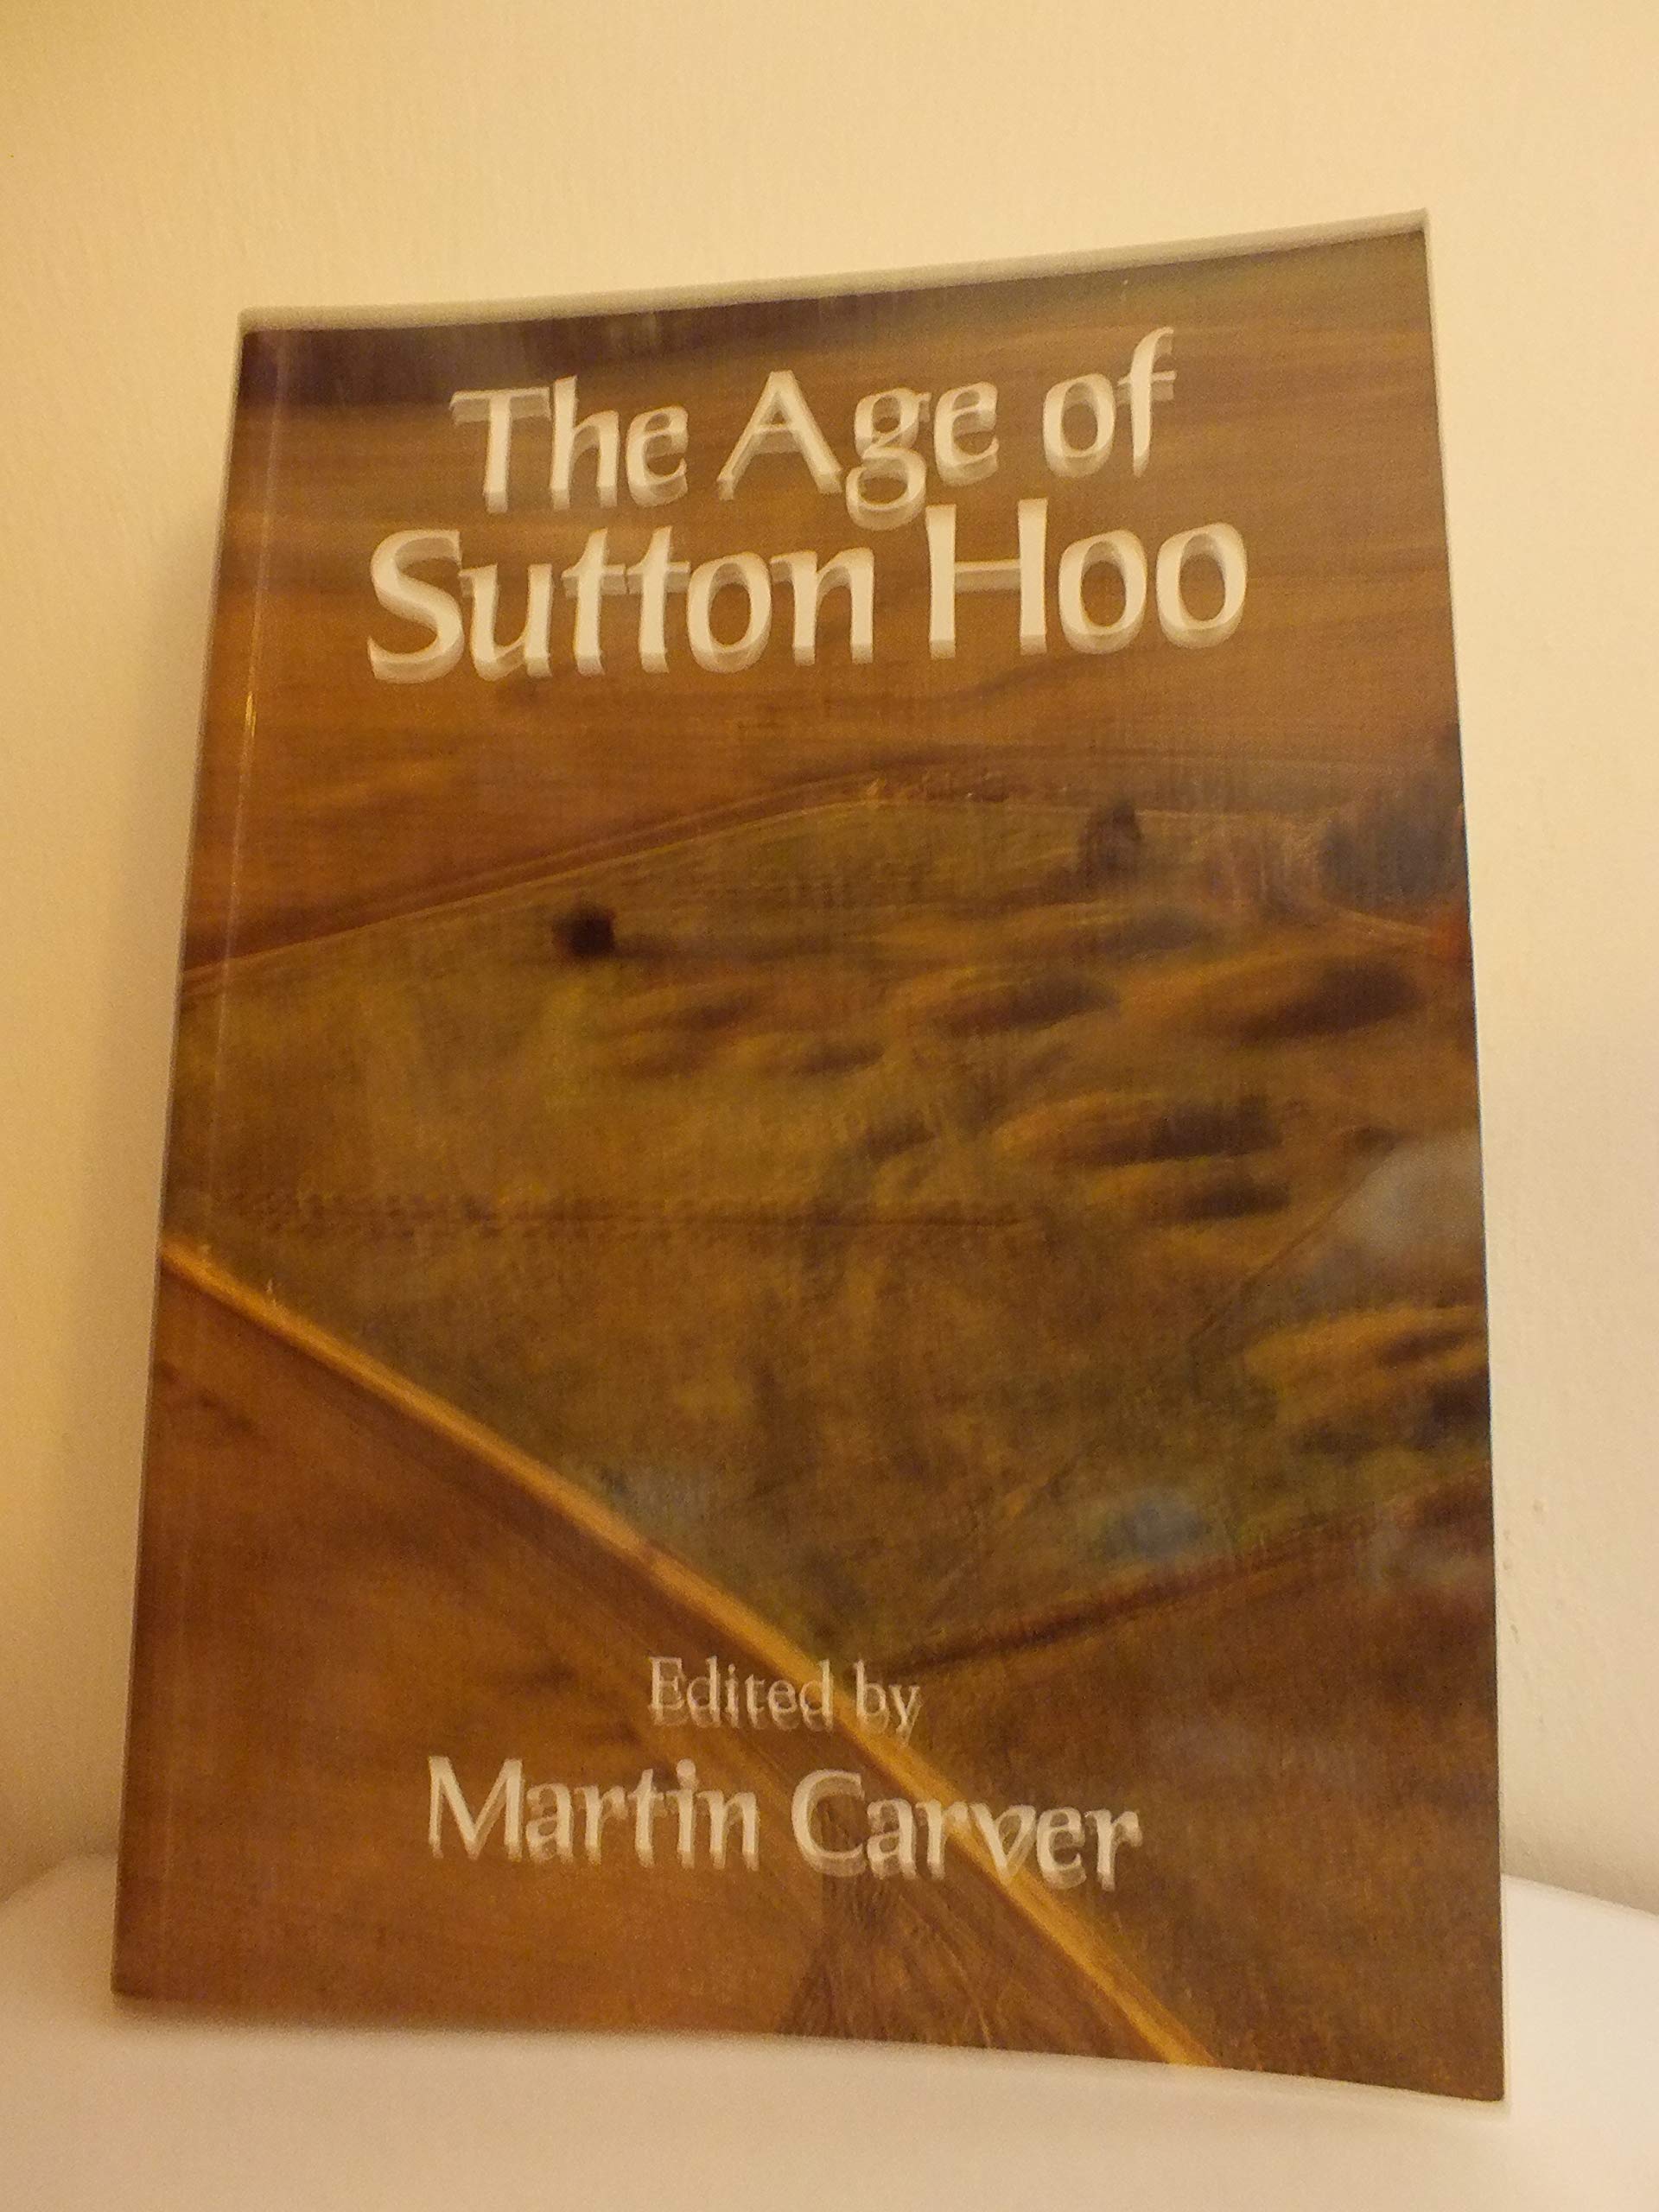 The Age of
Sutton Hoo
Edited by
Martin Carver